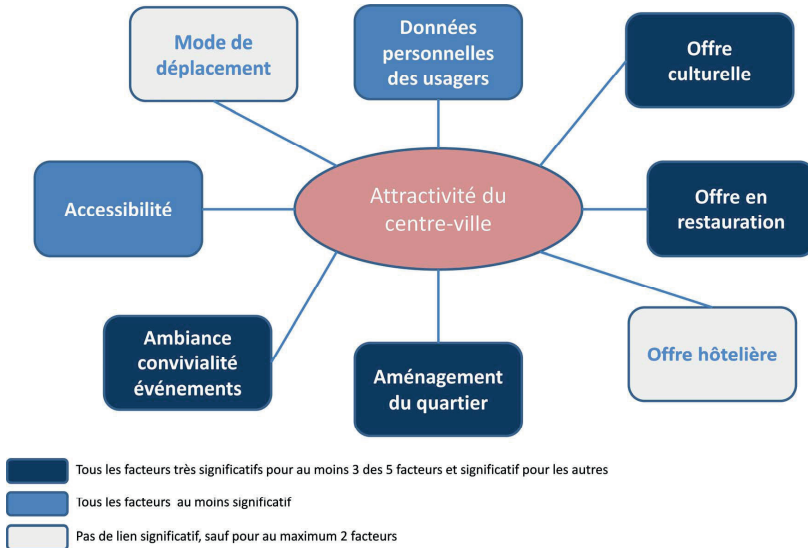 Mode de
déplacement
Données
personnelles
des usagers
Offre
culturelle
Accessibilité
Attractivité du
centre-ville
Offre en
restauration
Ambiance
convivialité
événements
Aménagement
du quartier
Offre hôtelière
Tous les facteurs très significatifs pour au moins 3 des 5 facteurs et significatif pour les autres
Tous les facteurs au moins significatif
Pas de lien significatif, sauf pour au maximum 2 facteurs